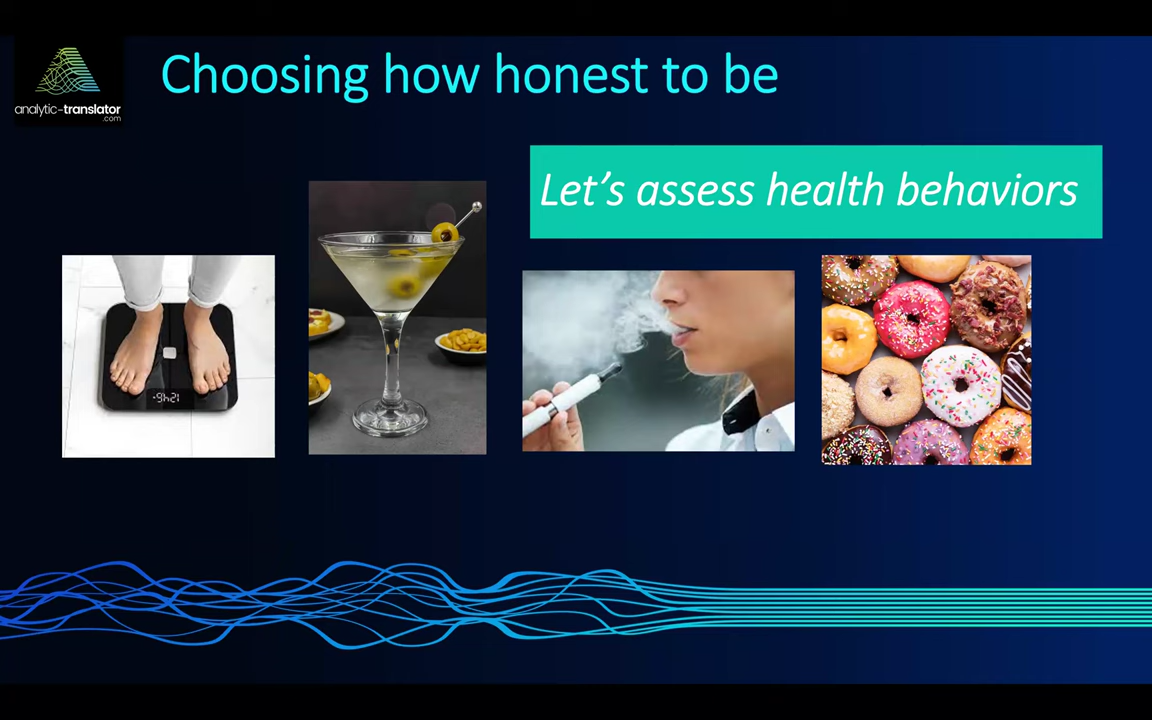 Choosing how honest to be
analytic-translator
.com
Let's assess health behaviors